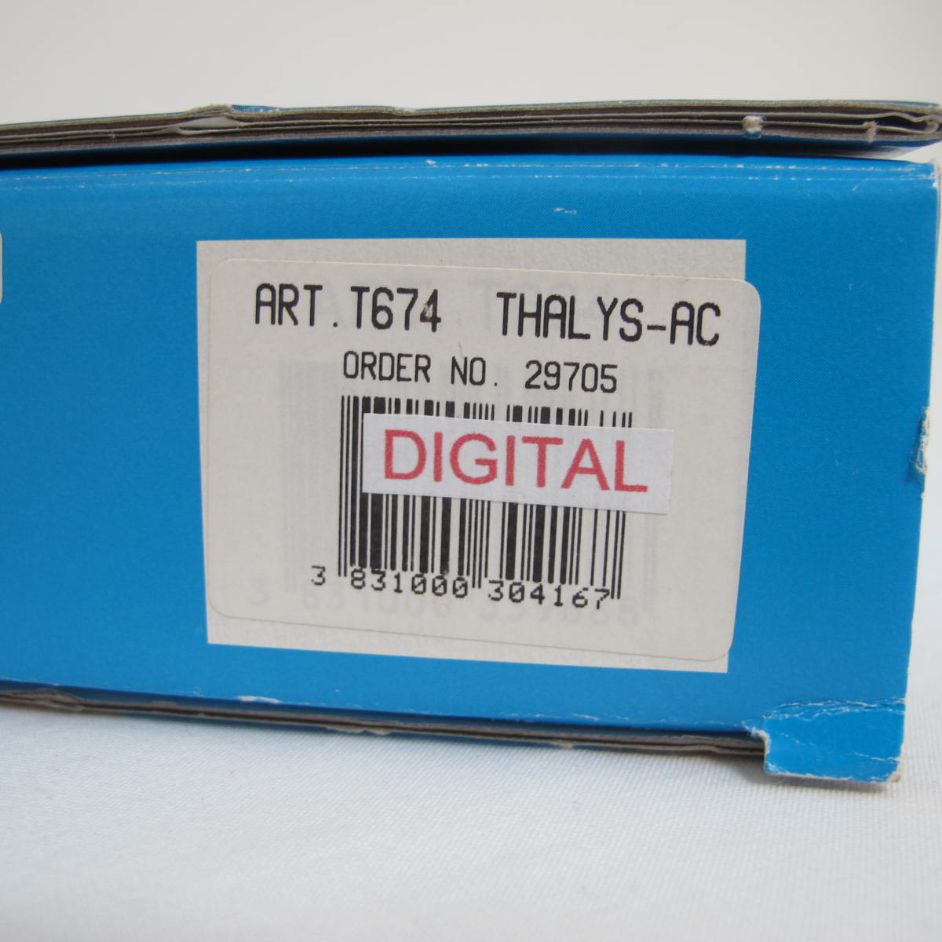 ART. T674 THALYS-AC
ORDER NO. 29705
DIGITAL
3 831000 304167